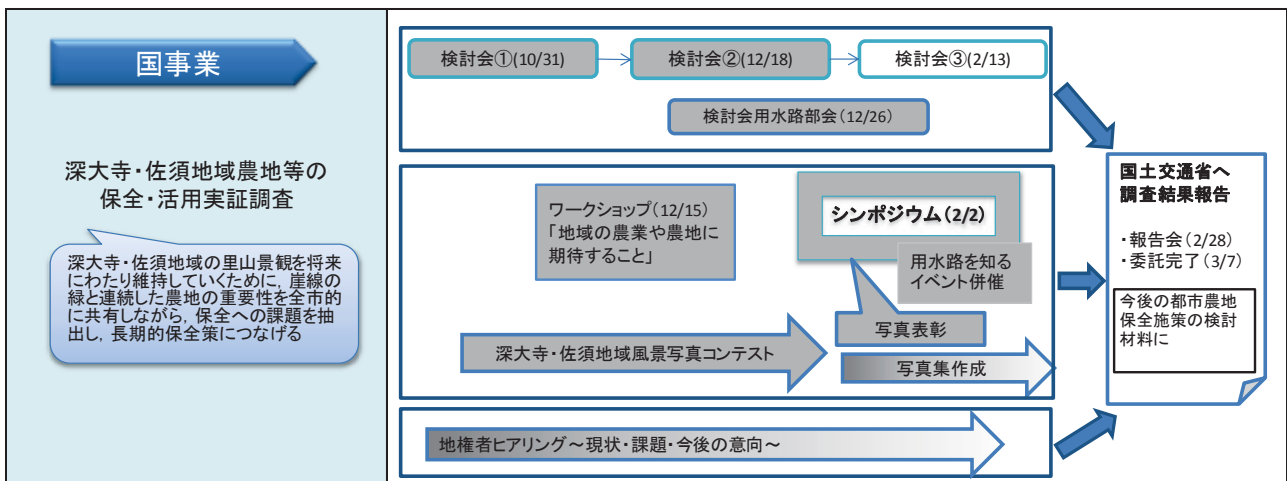 国事業
深大寺・佐須地域農地等の
保全・活用実証調査
深大寺・佐須地域の里山景観を将来
にわたり維持していくために，崖線の
緑と連続した農地の重要性を全市的
に共有しながら，保全への課題を抽
出し，長期的保全策につなげる
検討会①(10/31)
検討会②(12/18)
検討会③(2/13)
検討会用水路部会(12/26)
ワークショップ(12/15)
「地域の農業や農地に
期待すること」
シンポジウム(2/2)
用水路を知る
イベント併催
写真表彰
深大寺・佐須地域風景写真コンテスト
写真集作成
地権者ヒアリング～現状・課題・今後の意向～
国土交通省へ
調査結果報告
・報告会(2/28)
・委託完了(3/7)
今後の都市農地
保全施策の検討
材料に